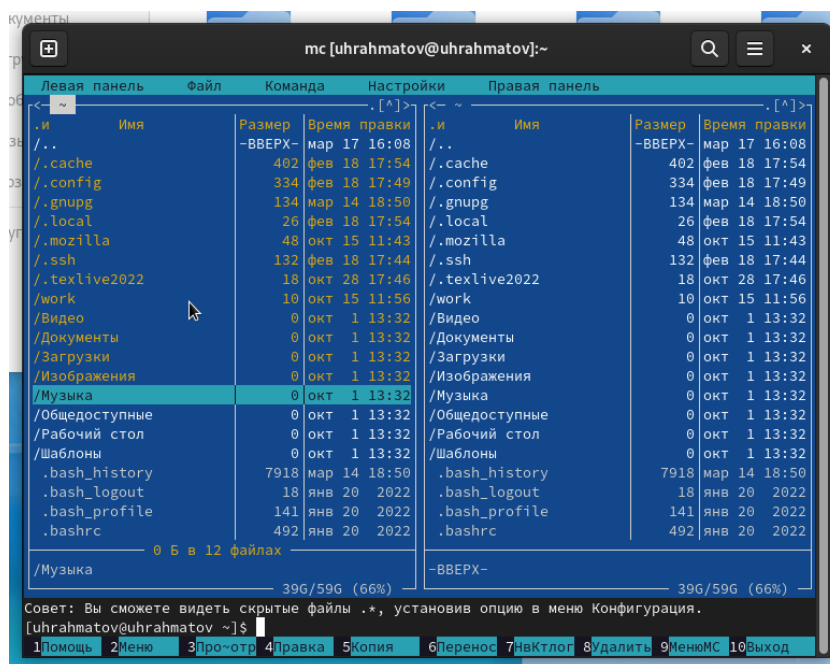 кументы
mc [uhrahmatov@uhrahmatov]:~
Левая панель Файл Команда Настройки Правая панель
<— ~ .[^]> <— ~ .[^]>
.и Имя Размер Время правки .и Имя Размер Время правки
/.. -ВВЕРХ- мар 17 16:08 /.. -ВВЕРХ- мар 17 16:08
/.cache 402 фев 18 17:54 /.cache 402 фев 18 17:54
/.config 334 фев 18 17:49 /.config 334 фев 18 17:49
/.gnupg 134 мар 14 18:50 /.gnupg 134 мар 14 18:50
/.local 26 фев 18 17:54 /.local 26 фев 18 17:54
/.mozilla 48 окт 15 11:43 /.mozilla 48 окт 15 11:43
/.ssh 132 фев 18 17:44 /.ssh 132 фев 18 17:44
/.texlive2022 18 окт 28 17:46 /.texlive2022 18 окт 28 17:46
/work 10 окт 15 11:56 /work 10 окт 15 11:56
/Видео 0 окт 1 13:32 /Видео 0 окт 1 13:32
/Документы 0 окт 1 13:32 /Документы 0 окт 1 13:32
/Загрузки 0 окт 1 13:32 /Загрузки 0 окт 1 13:32
/Изображения 0 окт 1 13:32 /Изображения 0 окт 1 13:32
/Музыка 0 окт 1 13:32 /Музыка 0 окт 1 13:32
/Общедоступные 0 окт 1 13:32 /Общедоступные 0 окт 1 13:32
/Рабочий стол 0 окт 1 13:32 /Рабочий стол 0 окт 1 13:32
/Шаблоны 0 окт 1 13:32 /Шаблоны 0 окт 1 13:32
.bash_history 7918 мар 14 18:50 .bash_history 7918 мар 14 18:50
.bash_logout 18 янв 20 2022 .bash_logout 18 янв 20 2022
.bash_profile 141 янв 20 2022 .bash_profile 141 янв 20 2022
.bashrc 492 янв 20 2022 .bashrc 492 янв 20 2022
0 Б в 12 файлах
/Музыка -ВВЕРХ-
39G/59G (66%) 39G/59G (66%)
Совет: Вы сможете видеть скрытые файлы .*, установив опцию в меню Конфигурация.
[uhrahmatov@uhrahmatov ~]$
1Помощь 2Меню 3Про~отр 4Правка 5Копия 6Перенос 7НвКтлог 8Удалить 9МенюMC 10Выход